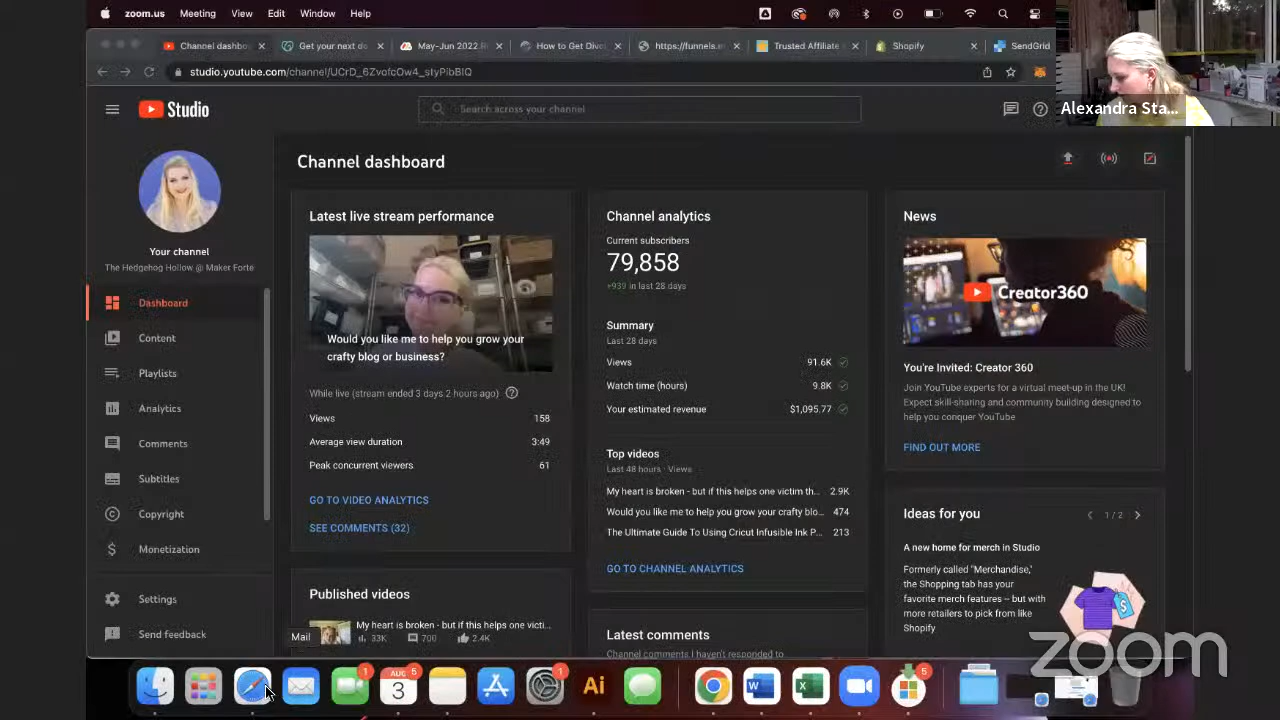 zoom.us Meeting View Edit Window Help
Channel dashbo
Get your next do
May-Jun 2022 R
How to Get Divo
https://funnels.m
Trusted Affiliate
Shopify
SendGrid
studio.youtube.com/channel/UCrD_6ZvofcOw4_styPibBIQ
Studio
Search across your channel
Alexandra Sta...
Channel dashboard
Your channel
The Hedgehog Hollow @ Maker Forte
Dashboard
Content
Playlists
Analytics
Comments
Subtitles
Copyright
Monetization
Settings
Send feedback
Latest live stream performance
Would you like me to help you grow your
crafty blog or business?
While live (stream ended 3 days 2 hours ago)
Views 158
Average view duration 3:49
Peak concurrent viewers 61
GO TO VIDEO ANALYTICS
SEE COMMENTS (32)
Published videos
My heart is broken - but if this helps one victi...
33K 700 2.4K
Channel analytics
Current subscribers
79,858
+939 in last 28 days
Summary
Last 28 days
Views 91.6K
Watch time (hours) 9.8K
Your estimated revenue $1,095.77
Top videos
Last 48 hours · Views
My heart is broken - but if this helps one victim th... 2.9K
Would you like me to help you grow your crafty blo... 474
The Ultimate Guide To Using Cricut Infusible Ink P... 213
GO TO CHANNEL ANALYTICS
Latest comments
Channel comments I haven't responded to
News
Creator360
You're Invited: Creator 360
Join YouTube experts for a virtual meet-up in the UK!
Expect skill-sharing and community building designed to
help you conquer YouTube
FIND OUT MORE
Ideas for you
1 / 2
A new home for merch in Studio
Formerly called "Merchandise,'
the Shopping tab has your
favorite merch features – but with
more retailers to pick from like
Shopify
Mail
1
AUG
3
5
1
Ai
W
X
5
zoom